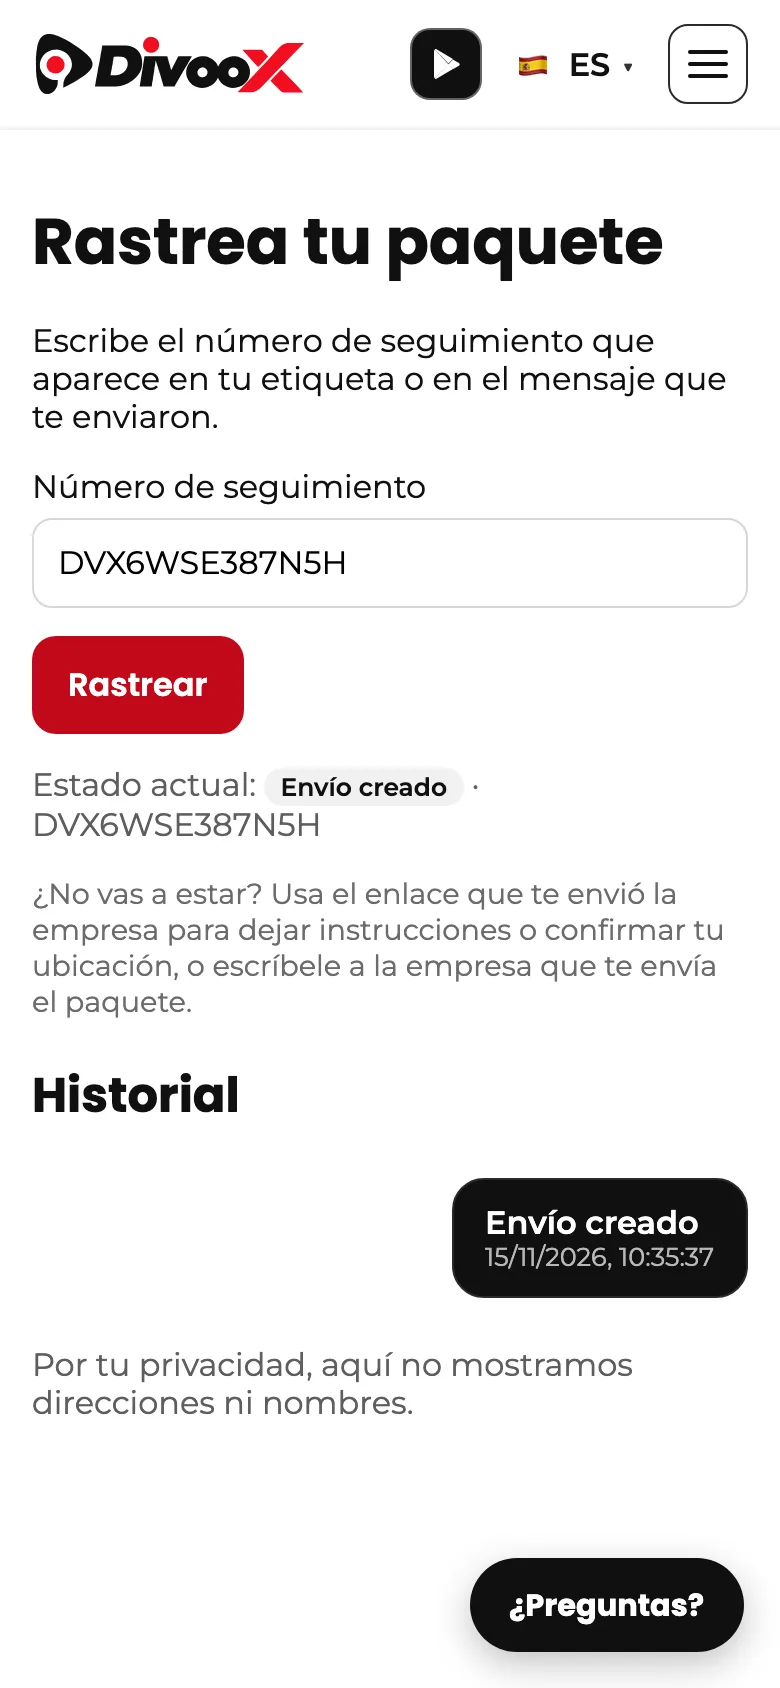 DivooX
ES
Rastrea tu paquete
Escribe el número de seguimiento que
aparece en tu etiqueta o en el mensaje que
te enviaron.
Número de seguimiento
DVX6WSE387N5H
Rastrear
Estado actual: Envío creado ·
DVX6WSE387N5H
¿No vas a estar? Usa el enlace que te envió la
empresa para dejar instrucciones o confirmar tu
ubicación, o escríbele a la empresa que te envía
el paquete.
Historial
Envío creado
15/11/2026, 10:35:37
Por tu privacidad, aquí no mostramos
direcciones ni nombres.
¿Preguntas?